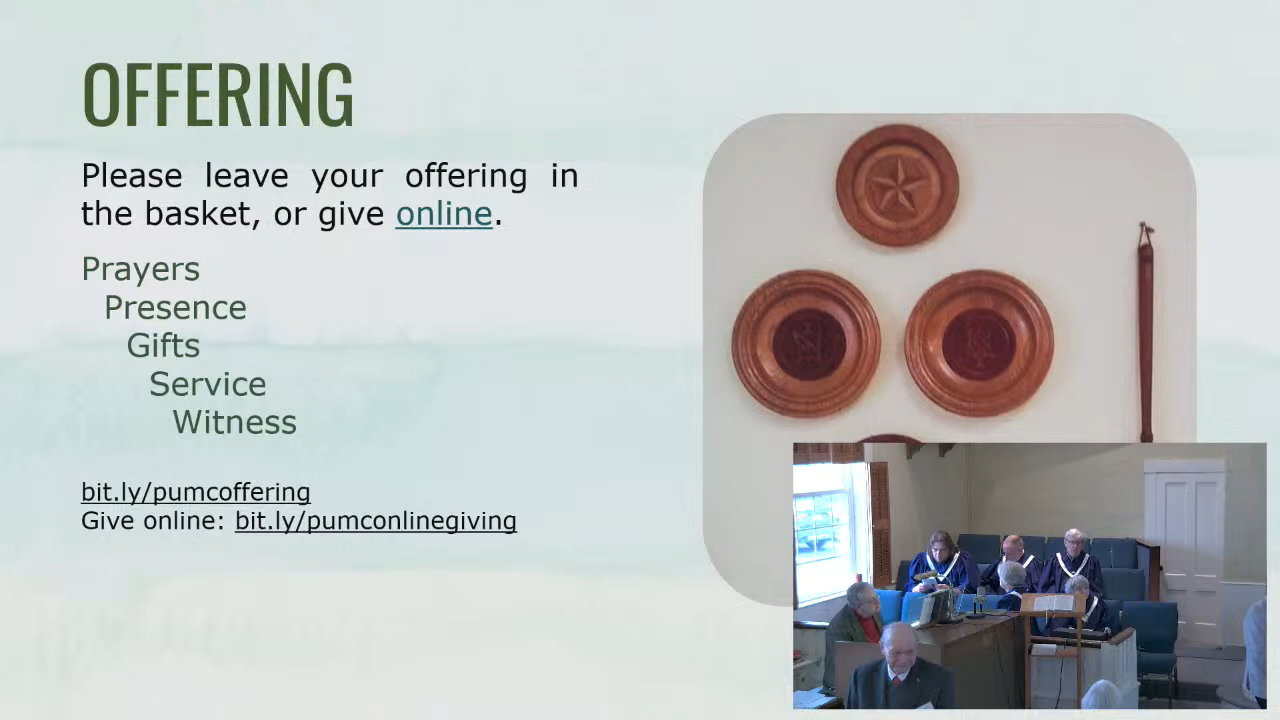 OFFERING
Please leave your offering in
the basket, or give online.
Prayers
Presence
Gifts
Service
Witness
bit.ly/pumcoffering
Give online: bit.ly/pumconlinegiving